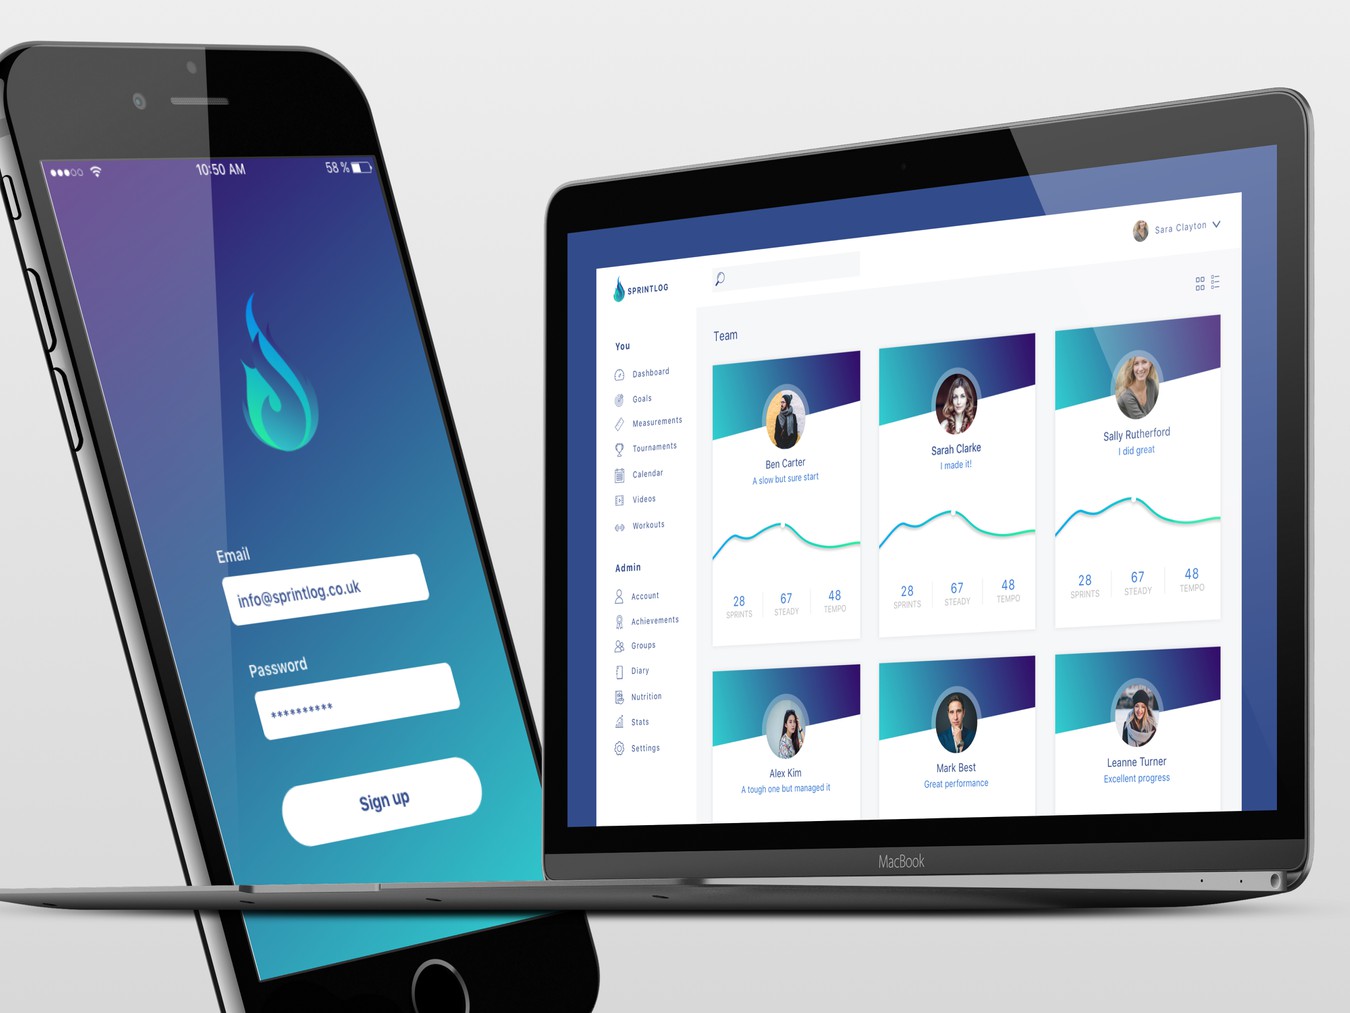 10:50 AM
58 %
Email
info@sprintlog.co.uk
Password
**********
Sign up
SPRINTLOG
Sara Clayton
You
Dashboard
Goals
Measurements
Tournaments
Calendar
Videos
Workouts
Admin
Account
Achievements
Groups
Diary
Nutrition
Stats
Settings
Team
Ben Carter
A slow but sure start
28
SPRINTS
67
STEADY
48
TEMPO
Sarah Clarke
I made it!
28
SPRINTS
67
STEADY
48
TEMPO
Sally Rutherford
I did great
28
SPRINTS
67
STEADY
48
TEMPO
Alex Kim
A tough one but managed it
Mark Best
Great performance
Leanne Turner
Excellent progress
MacBook